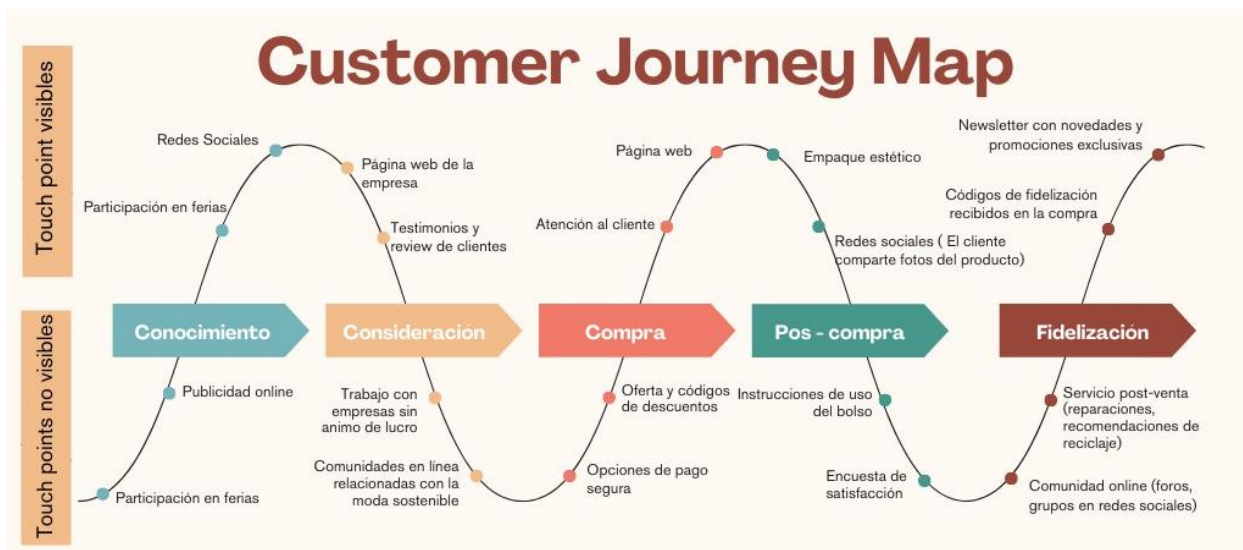 Customer Journey Map
Touch point visibles
Redes Sociales
Participación en ferias
Página web de la
empresa
Testimonios y
review de clientes
Página web
Atención al cliente
Empaque estético
Redes sociales ( El cliente
comparte fotos del producto)
Newsletter con novedades y
promociones exclusivas
Códigos de fidelización
recibidos en la compra
Conocimiento
Consideración
Compra
Pos - compra
Fidelización
Touch points no visibles
Publicidad online
Participación en ferias
Trabajo con
empresas sin
animo de lucro
Comunidades en línea
relacionadas con la
moda sostenible
Oferta y códigos
de descuentos
Opciones de pago
segura
Instrucciones de uso
del bolso
Encuesta de
satisfacción
Servicio post-venta
(reparaciones,
recomendaciones de
reciclaje)
Comunidad online (foros,
grupos en redes sociales)